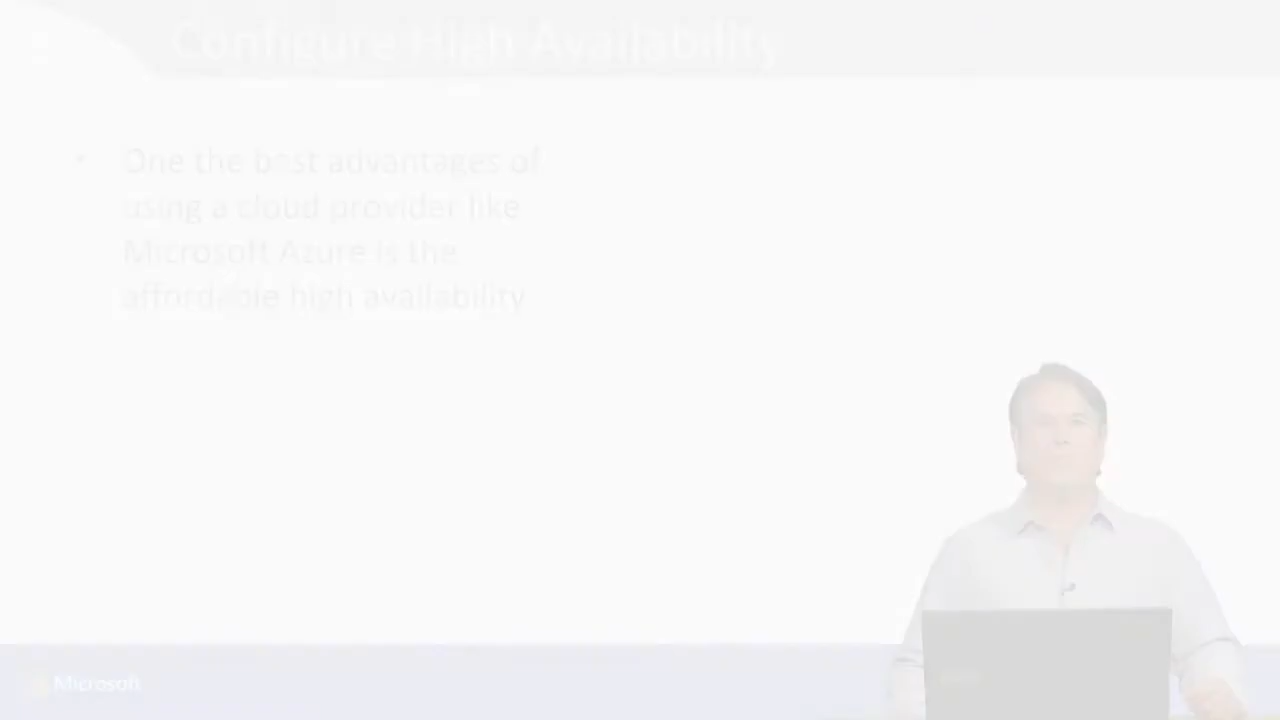 Configure High Availability
• One the best advantages of
using a cloud provider like
Microsoft Azure is the
affordable high availability
Microsoft